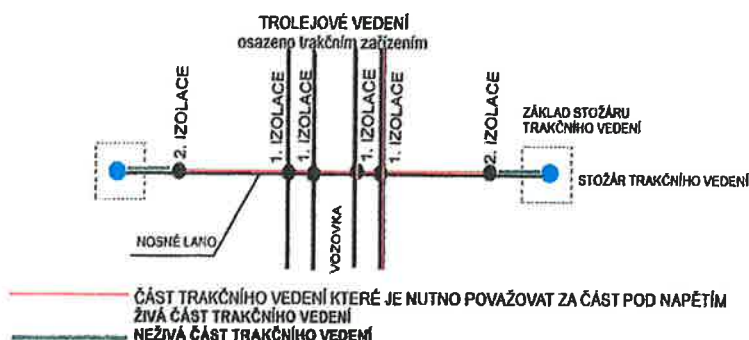 TROLEJOVÉ VEDENÍ
osazeno trakčním zařízením
2. IZOLACE
1. IZOLACE
1. IZOLACE
1. IZOLACE
1. IZOLACE
2. IZOLACE
ZÁKLAD STOŽÁRU
TRAKČNÍHO VEDENÍ
STOŽÁR TRAKČNÍHO VEDENÍ
NOSNÉ LANO
VOZOVKA
ČÁST TRAKČNÍHO VEDENÍ KTERÉ JE NUTNO POVAŽOVAT ZA ČÁST POD NAPĚTÍM
ŽIVÁ ČÁST TRAKČNÍHO VEDENÍ
NEŽIVÁ ČÁST TRAKČNÍHO VEDENÍ